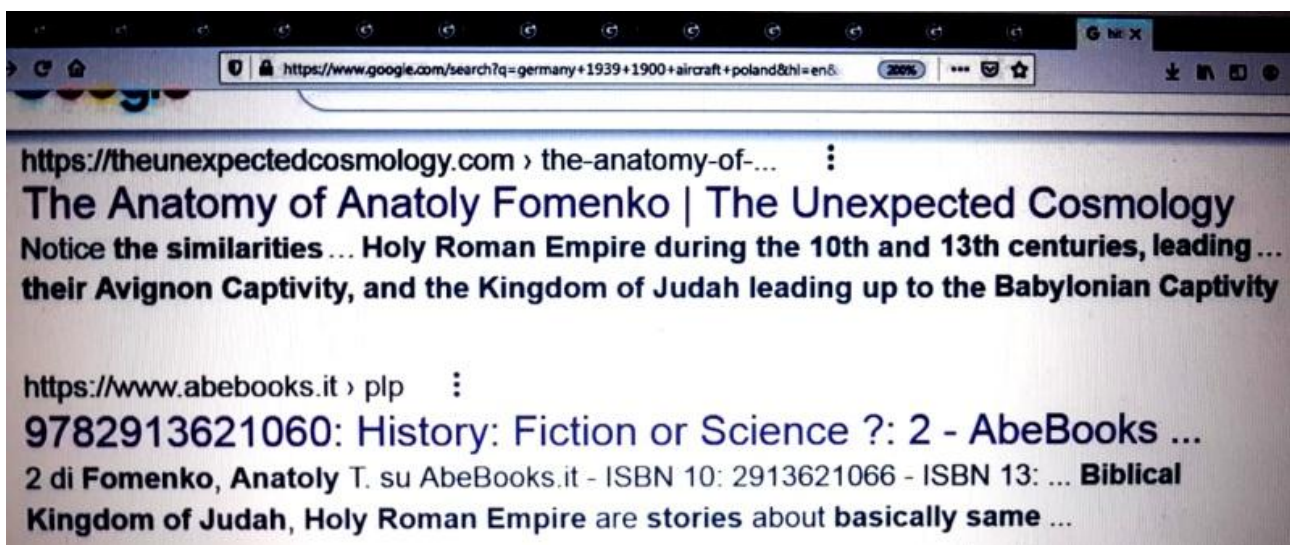 https://www.google.com/search?q=germany+1939+1900+aircraft+poland&hl=en&
200%
https://theunexpectedcosmology.com › the-anatomy-of-...
The Anatomy of Anatoly Fomenko | The Unexpected Cosmology
Notice the similarities ... Holy Roman Empire during the 10th and 13th centuries, leading ...
their Avignon Captivity, and the Kingdom of Judah leading up to the Babylonian Captivity
https://www.abebooks.it › plp
9782913621060: History: Fiction or Science ?: 2 - AbeBooks ...
2 di Fomenko, Anatoly T. su AbeBooks.it - ISBN 10: 2913621066 - ISBN 13: ... Biblical
Kingdom of Judah, Holy Roman Empire are stories about basically same ...